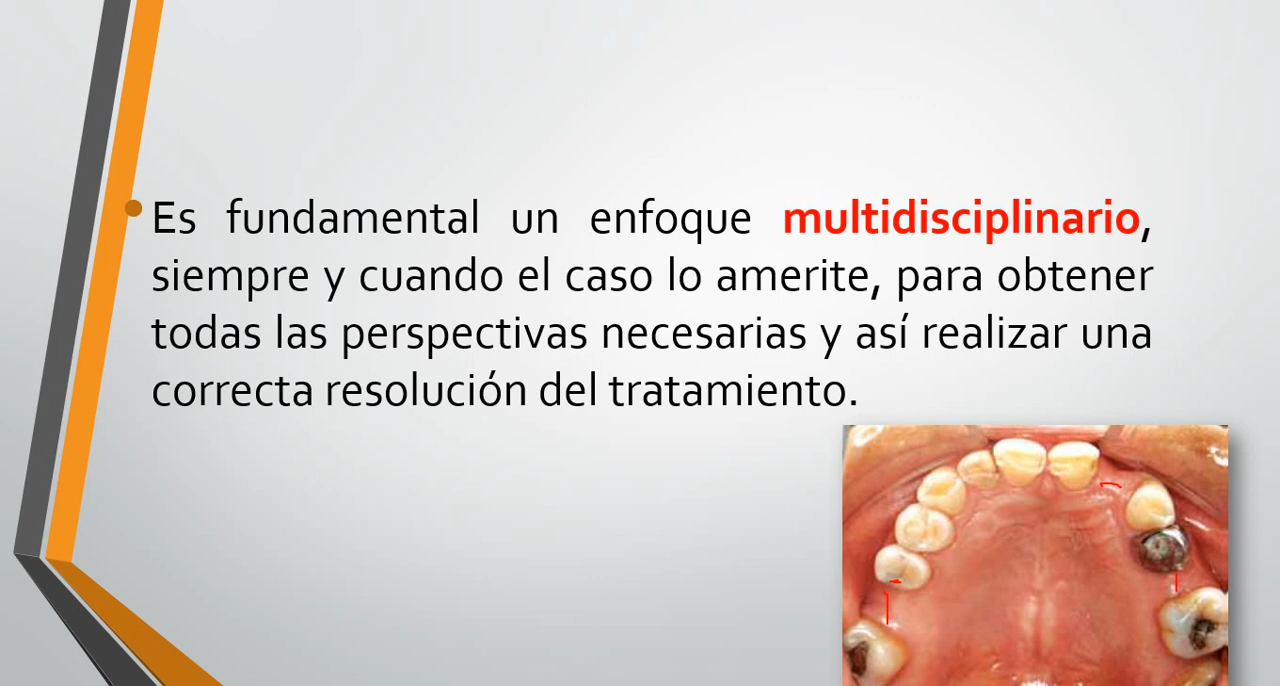 Es fundamental un enfoque multidisciplinario,
siempre y cuando el caso lo amerite, para obtener
todas las perspectivas necesarias y así realizar una
correcta resolución del tratamiento.